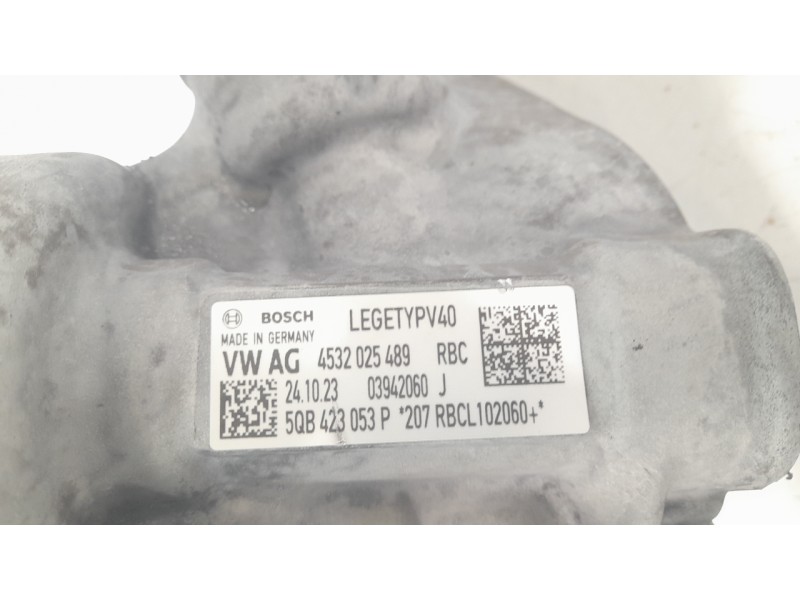 BOSCH LEGETYPV40
MADE IN GERMANY
VW AG 4532 025 489 RBC
24.10.23 03942060 J
5QB 423 053 P *207 RBCL102060+*